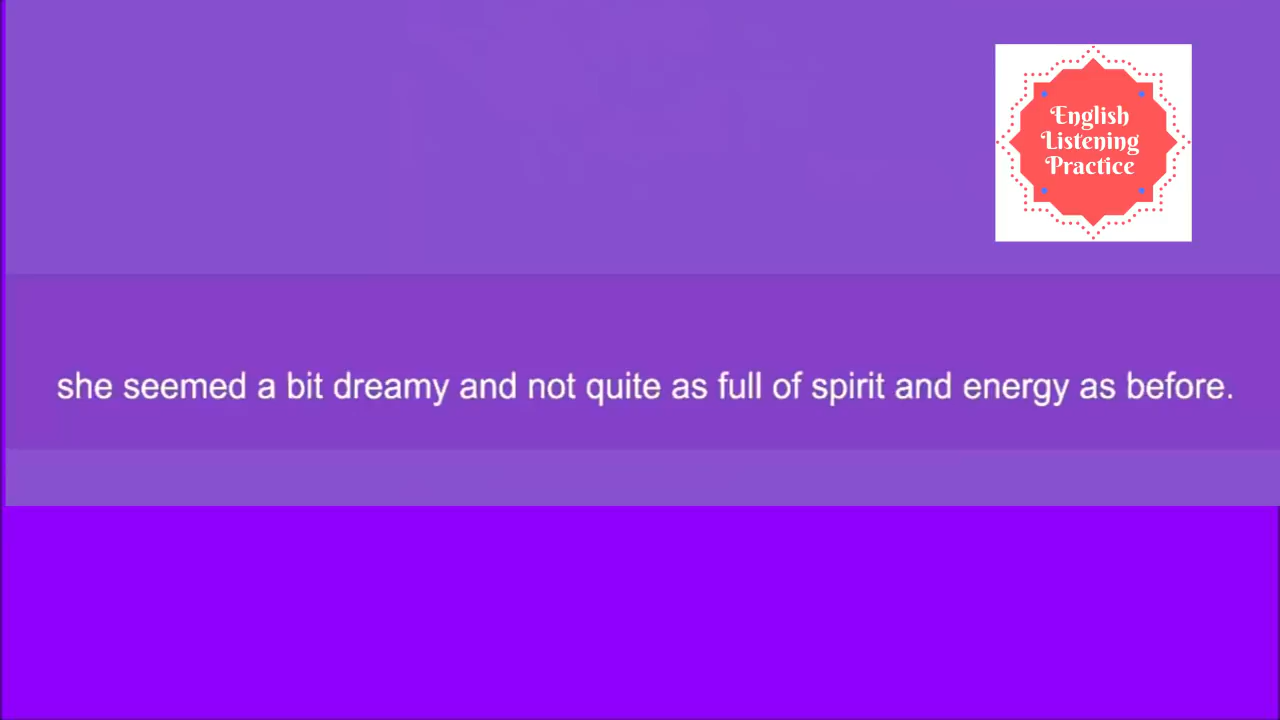 English
Listening
Practice
she seemed a bit dreamy and not quite as full of spirit and energy as before.